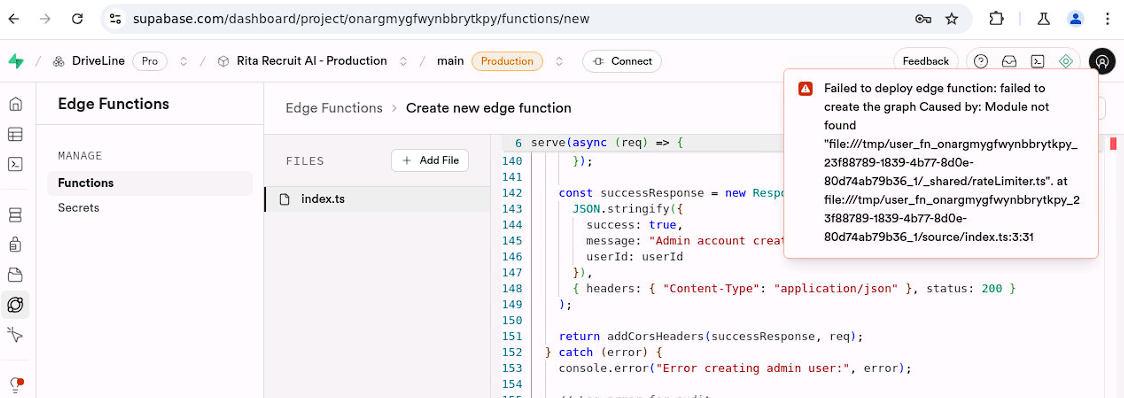 supabase.com/dashboard/project/onargmygfwynbbrytkpy/functions/new
DriveLine Pro / Rita Recruit AI - Production / main Production Connect Feedback
Edge Functions
MANAGE
Functions
Secrets
Edge Functions > Create new edge function
FILES
+ Add File
index.ts
6 serve(async (req) => {
140 });
141
142 const successResponse = new Respo
143 JSON.stringify({
144 success: true,
145 message: "Admin account creat
146 userId: userId
147 }),
148 { headers: { "Content-Type": "application/json" }, status: 200 }
149 );
150
151 return addCorsHeaders(successResponse, req);
152 } catch (error) {
153 console.error("Error creating admin user:", error);
154
Failed to deploy edge function: failed to
create the graph Caused by: Module not
found
"file:///tmp/user_fn_onargmygfwynbbrytkpy_
23f88789-1839-4b77-8d0e-
80d74ab79b36_1/_shared/rateLimiter.ts". at
file:///tmp/user_fn_onargmygfwynbbrytkpy_2
3f88789-1839-4b77-8d0e-
80d74ab79b36_1/source/index.ts:3:31